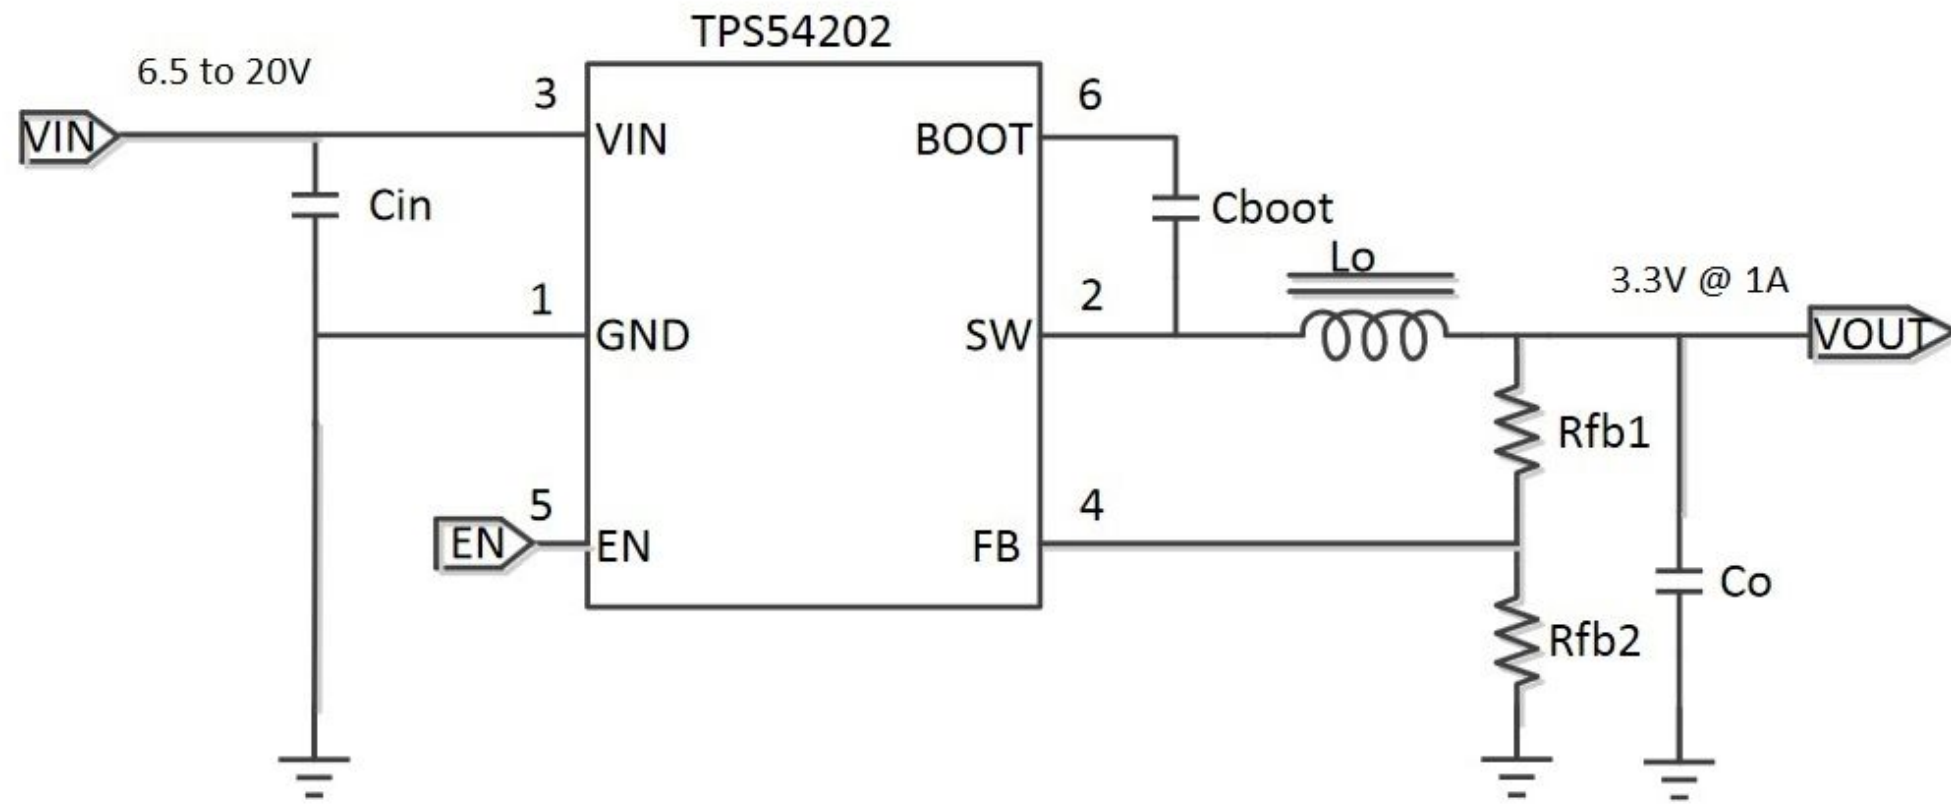 TPS54202
6.5 to 20V
VIN
3
VIN
BOOT
6
Cin
Cboot
1
GND
SW
2
Lo
3.3V @ 1A
VOUT
Rfb1
EN
5
EN
FB
4
Rfb2
Co